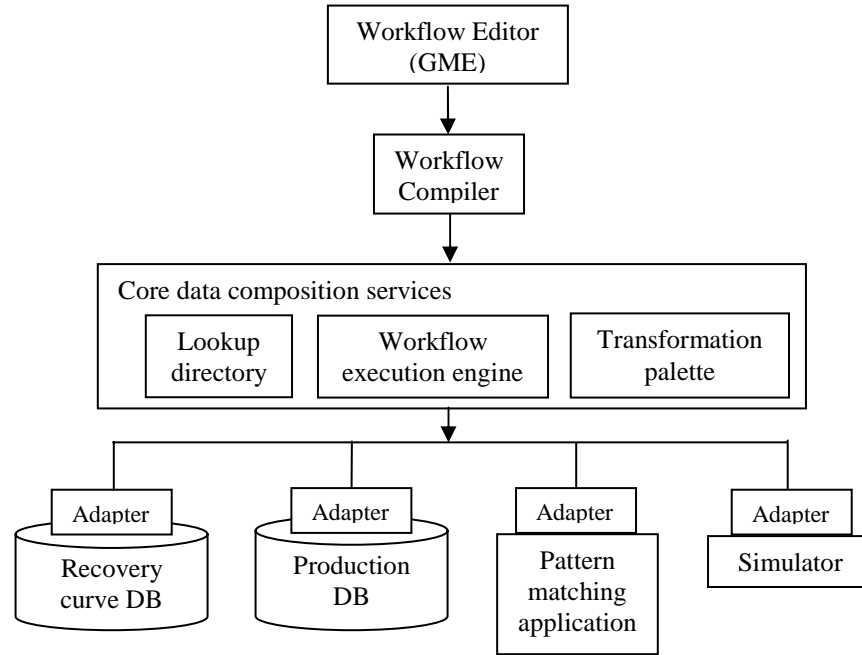 Workflow Editor
(GME)
Workflow
Compiler
Core data composition services
Lookup
directory
Workflow
execution engine
Transformation
palette
Adapter
Adapter
Adapter
Adapter
Recovery
curve DB
Production
DB
Pattern
matching
application
Simulator